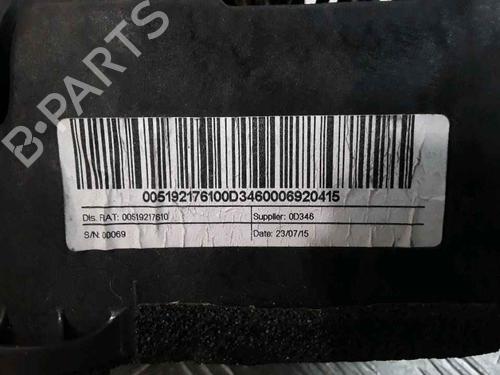 B-PARTS
005192176100D3460006920415
Dis. RAT: 00519217610
Supplier: 0D346
S/N: 00069
Date: 23/07/15